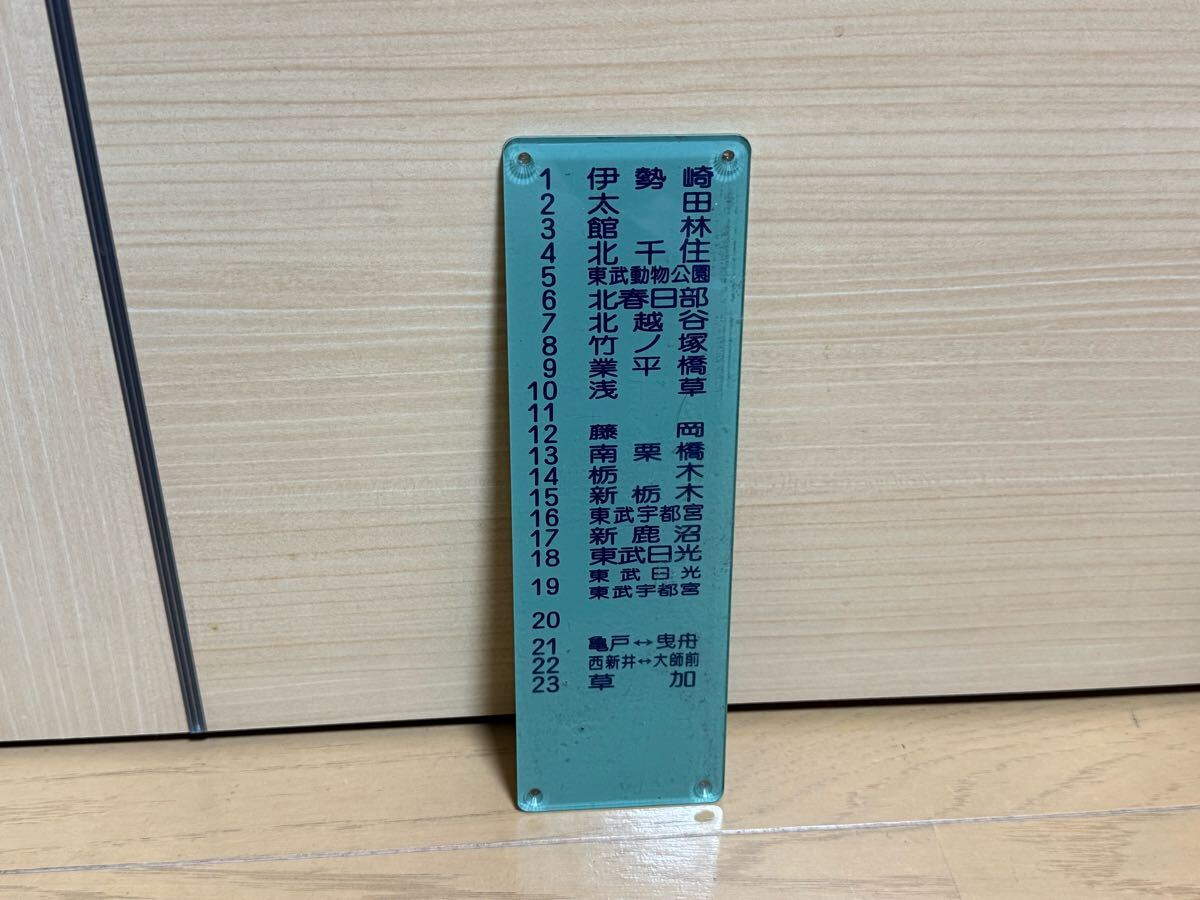 1 伊勢崎
2 太田
3 館林
4 北千住
5 東武動物公園
6 北春日部
7 北越谷
8 竹ノ塚
9 業平橋
10 浅草
11
12 藤岡
13 南栗橋
14 栃木
15 新栃木
16 東武宇都宮
17 新鹿沼
18 東武日光
19 東武日光
東武宇都宮
20
21 亀戸↔曳舟
22 西新井↔大師前
23 草加